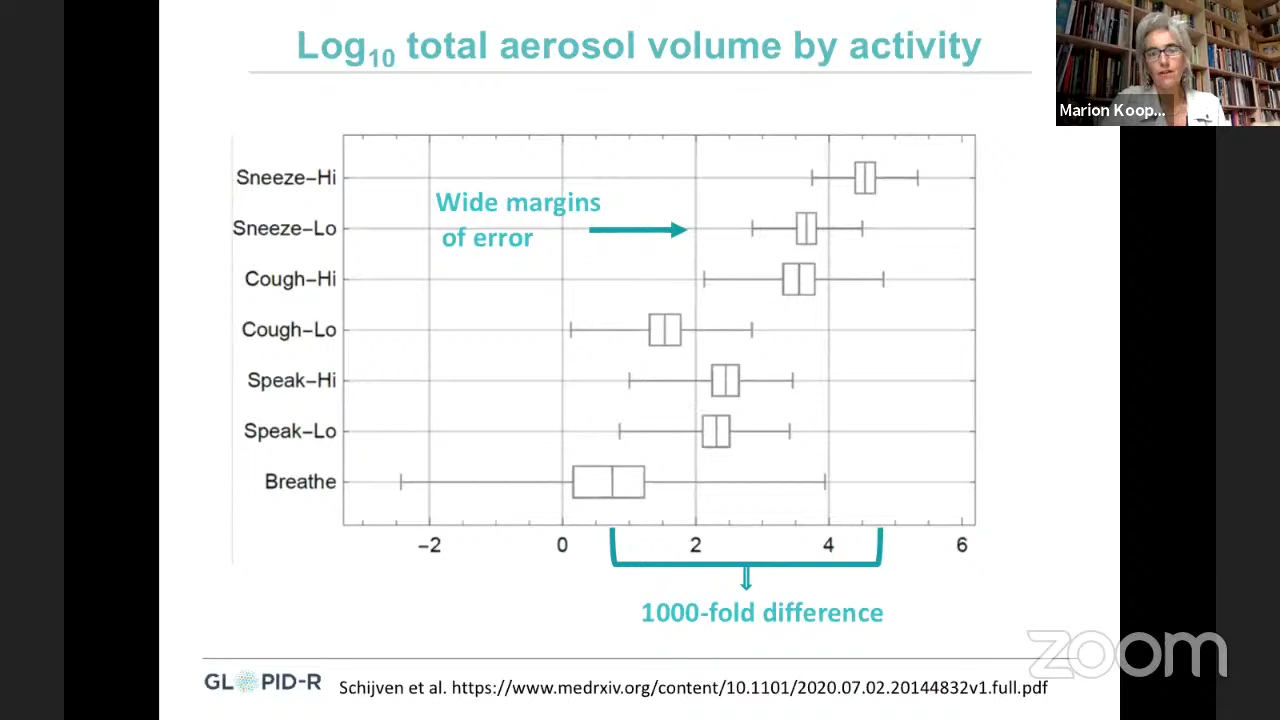 Log10 total aerosol volume by activity
Marion Koop...
Sneeze–Hi
Wide margins
of error
Sneeze–Lo
Cough–Hi
Cough–Lo
Speak–Hi
Speak–Lo
Breathe
−2 0 2 4 6
1000-fold difference
zoom
GLOPID-R
Schijven et al. https://www.medrxiv.org/content/10.1101/2020.07.02.20144832v1.full.pdf